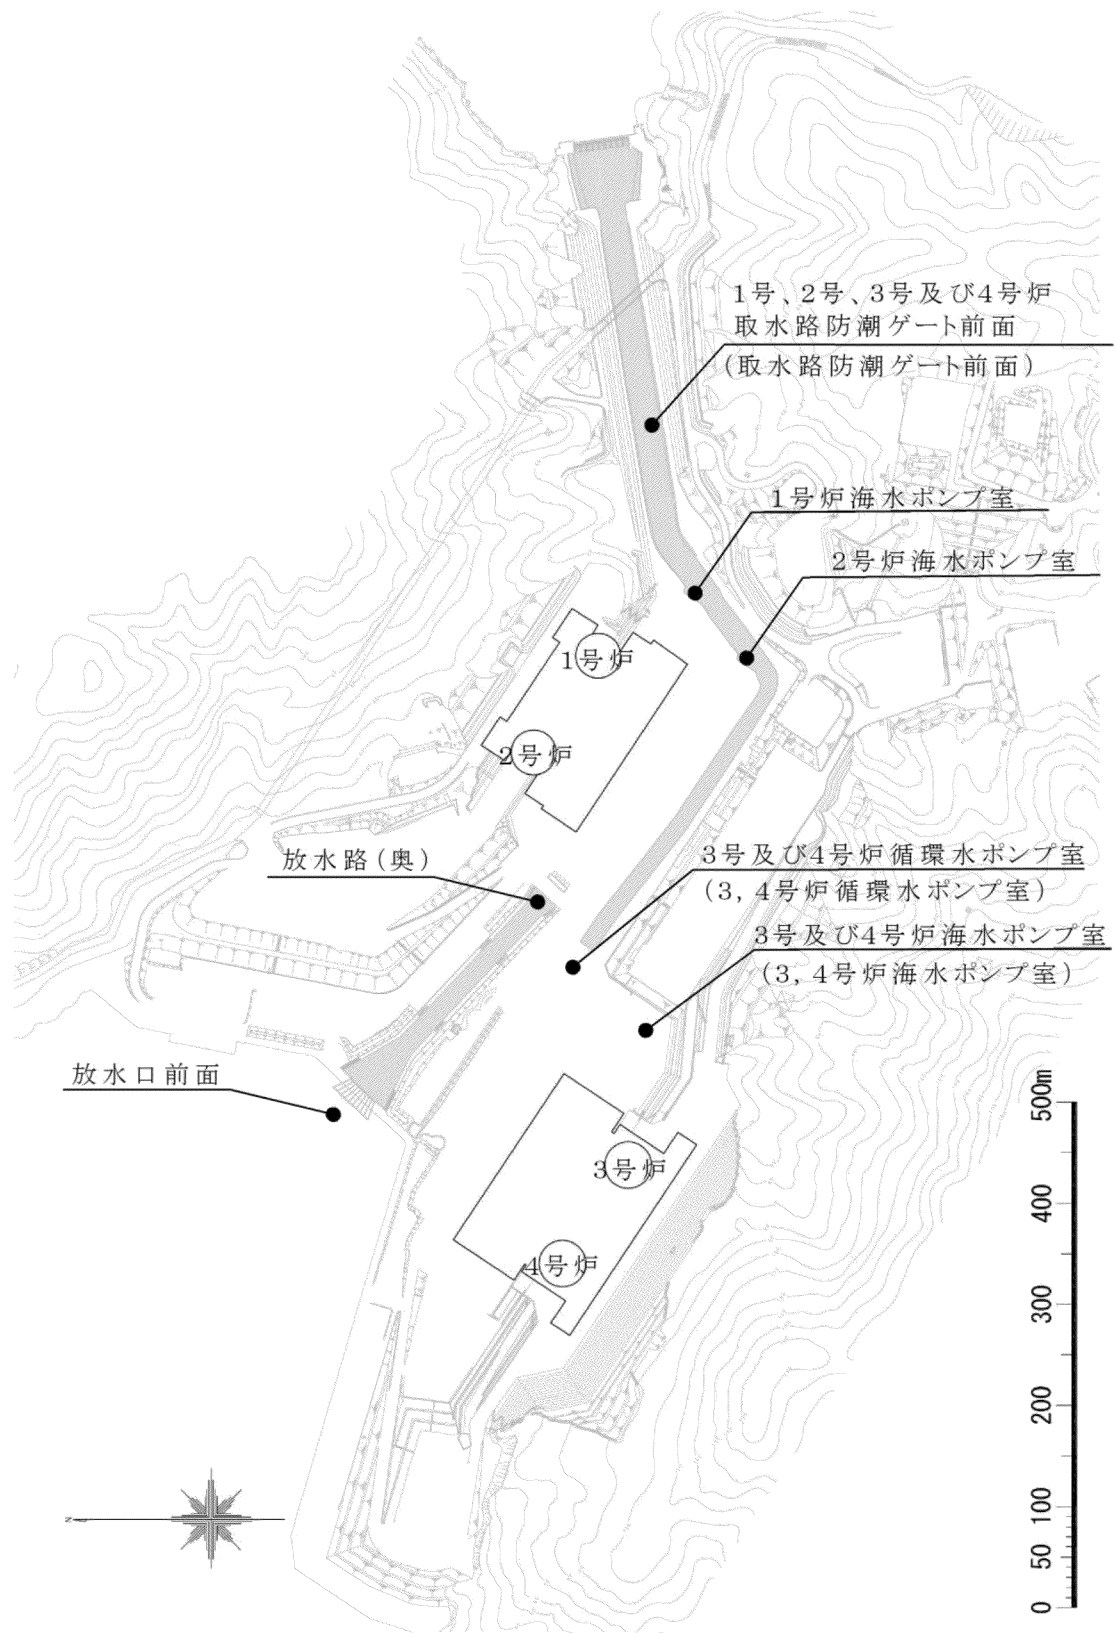 1号、2号、3号及び4号炉
取水路防潮ゲート前面
(取水路防潮ゲート前面)
1号炉海水ポンプ室
2号炉海水ポンプ室
1号炉
2号炉
放水路(奥)
3号及び4号炉循環水ポンプ室
(3,4号炉循環水ポンプ室)
3号及び4号炉海水ポンプ室
(3,4号炉海水ポンプ室)
放水口前面
3号炉
4号炉
500m
400
300
200
100
50
0
N